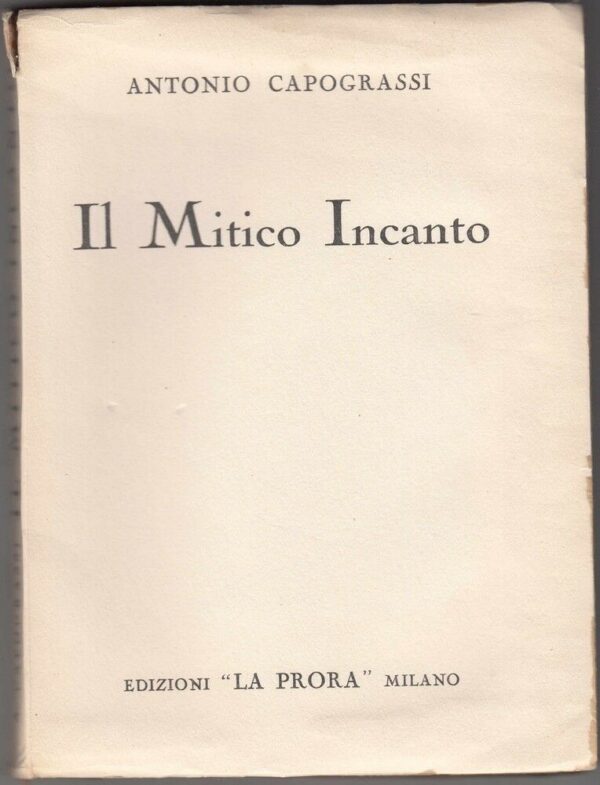 ANTONIO CAPOGRASSI
Il Mitico Incanto
EDIZIONI "LA PRORA" MILANO